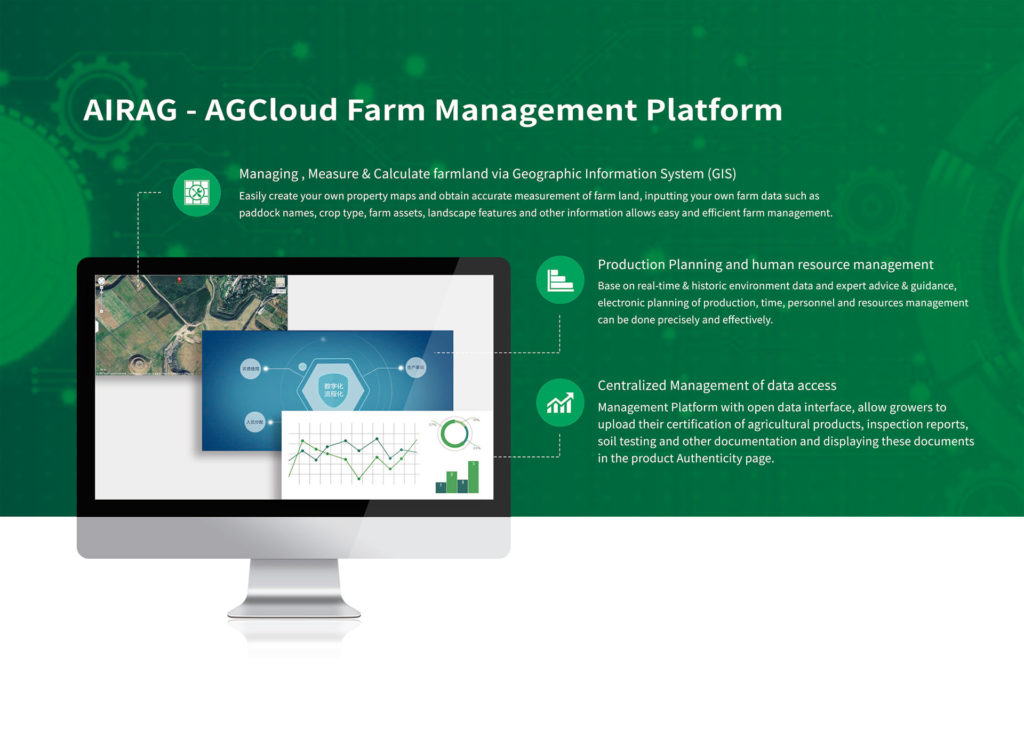 AIRAG - AGCloud Farm Management Platform
Managing , Measure & Calculate farmland via Geographic Information System (GIS)
Easily create your own property maps and obtain accurate measurement of farm land, inputting your own farm data such as
paddock names, crop type, farm assets, landscape features and other information allows easy and efficient farm management.
Production Planning and human resource management
Base on real-time & historic environment data and expert advice & guidance,
electronic planning of production, time, personnel and resources management
can be done precisely and effectively.
Centralized Management of data access
Management Platform with open data interface, allow growers to
upload their certification of agricultural products, inspection reports,
soil testing and other documentation and displaying these documents
in the product Authenticity page.
数字化
流程化
人员分配